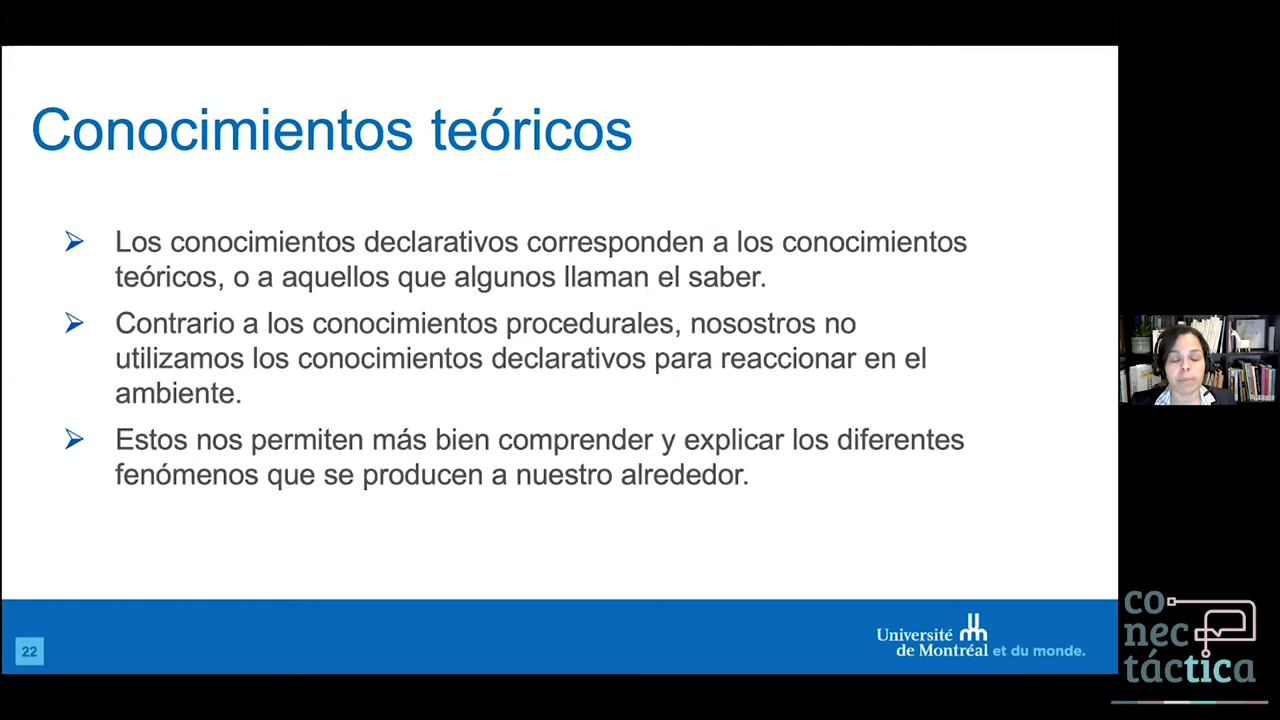 Conocimientos teóricos
Los conocimientos declarativos corresponden a los conocimientos
teóricos, o a aquellos que algunos llaman el saber.
Contrario a los conocimientos procedurales, nosostros no
utilizamos los conocimientos declarativos para reaccionar en el
ambiente.
Estos nos permiten más bien comprender y explicar los diferentes
fenómenos que se producen a nuestro alrededor.
22
Université
de Montréal et du monde.
co
nec
táctica